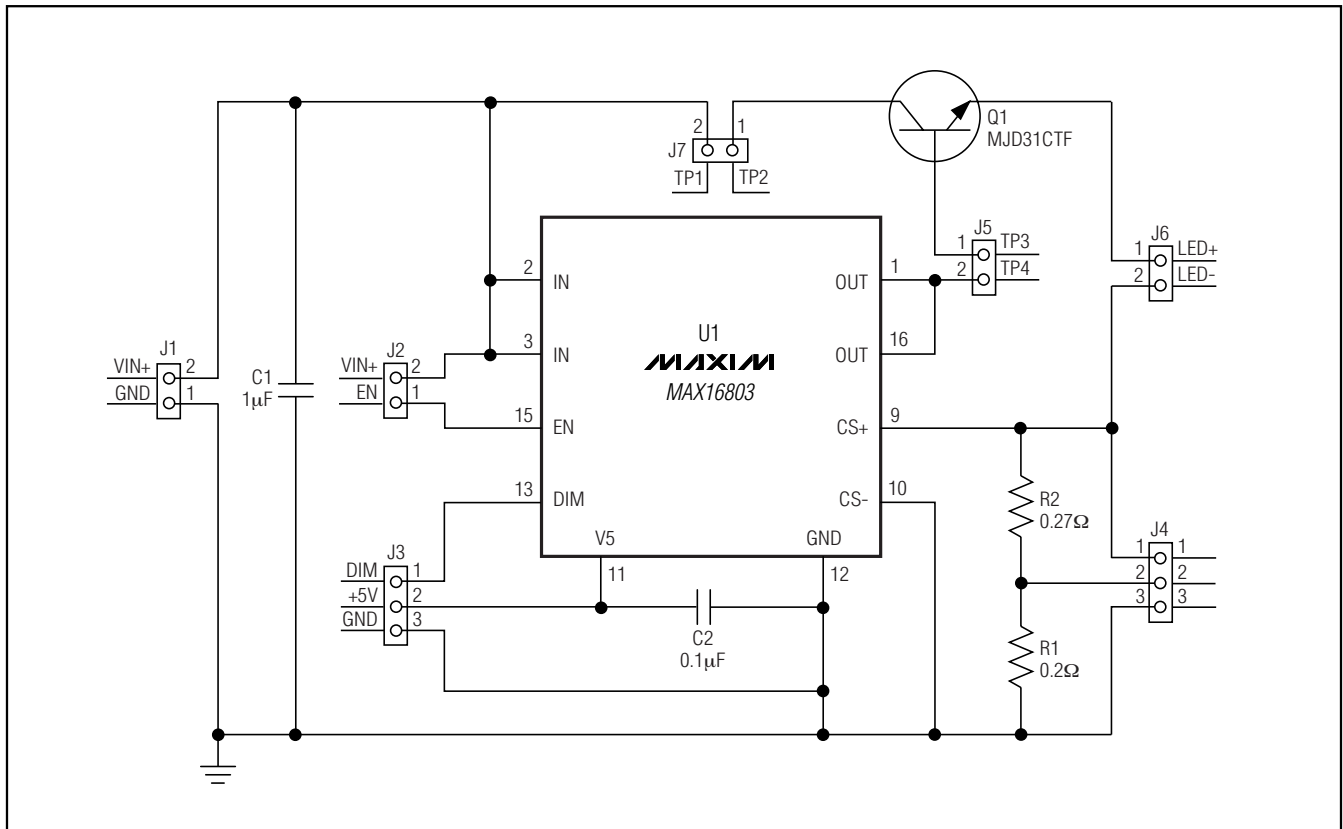 2 1
J7
TP1 TP2
Q1
MJD31CTF
J5
1 TP3
2 TP4
J6
1 LED+
2 LED-
2 IN
3 IN
15 EN
13 DIM
V5
11
GND
12
OUT 1
OUT 16
CS+ 9
CS- 10
U1
MAXIM
MAX16803
J1
VIN+ 2
GND 1
C1
1µF
J2
VIN+ 2
EN 1
J3
DIM 1
+5V 2
GND 3
C2
0.1µF
R2
0.27Ω
R1
0.2Ω
J4
1 1
2 2
3 3